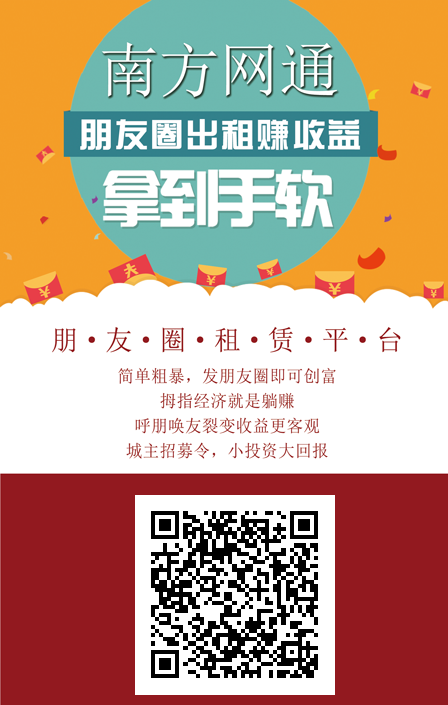 南方网通
朋友圈出租赚收益
拿到手软
大
¥
¥
¥
¥
¥
朋·友·圈·租·赁·平·台
简单粗暴，发朋友圈即可创富
拇指经济就是躺赚
呼朋唤友裂变收益更客观
城主招募令，小投资大回报